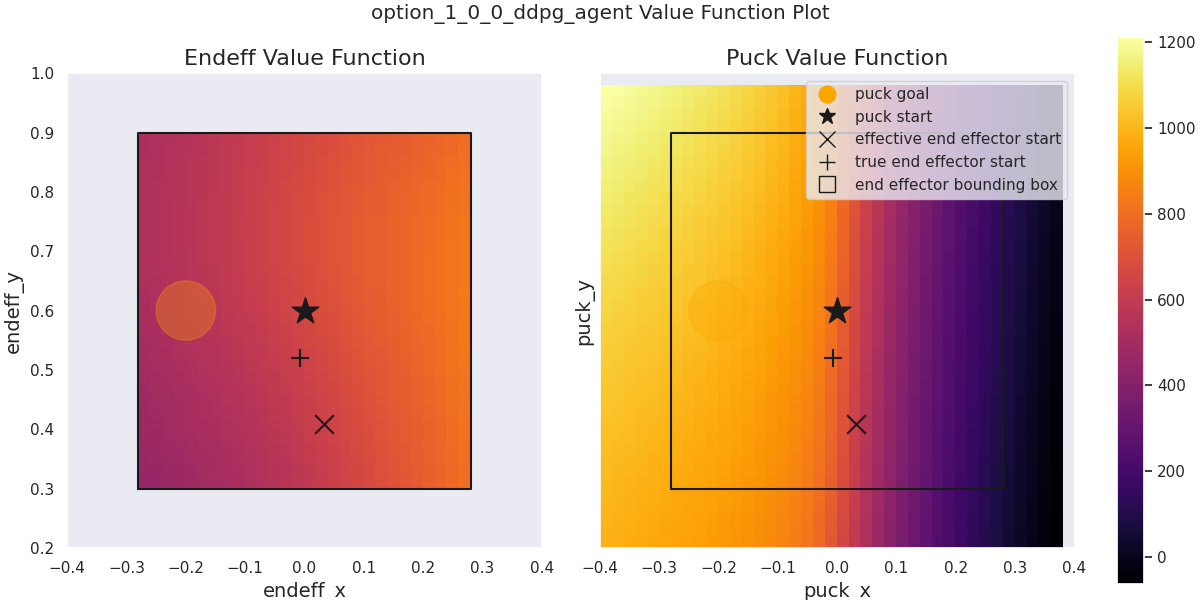 option_1_0_0_ddpg_agent Value Function Plot
Endeff Value Function
endeff_y
1.0
0.9
0.8
0.7
0.6
0.5
0.4
0.3
0.2
−0.4 −0.3 −0.2 −0.1 0.0 0.1 0.2 0.3 0.4
endeff_x
Puck Value Function
puck_y
puck goal
puck start
effective end effector start
true end effector start
end effector bounding box
−0.4 −0.3 −0.2 −0.1 0.0 0.1 0.2 0.3 0.4
puck_x
1200
1000
800
600
400
200
0